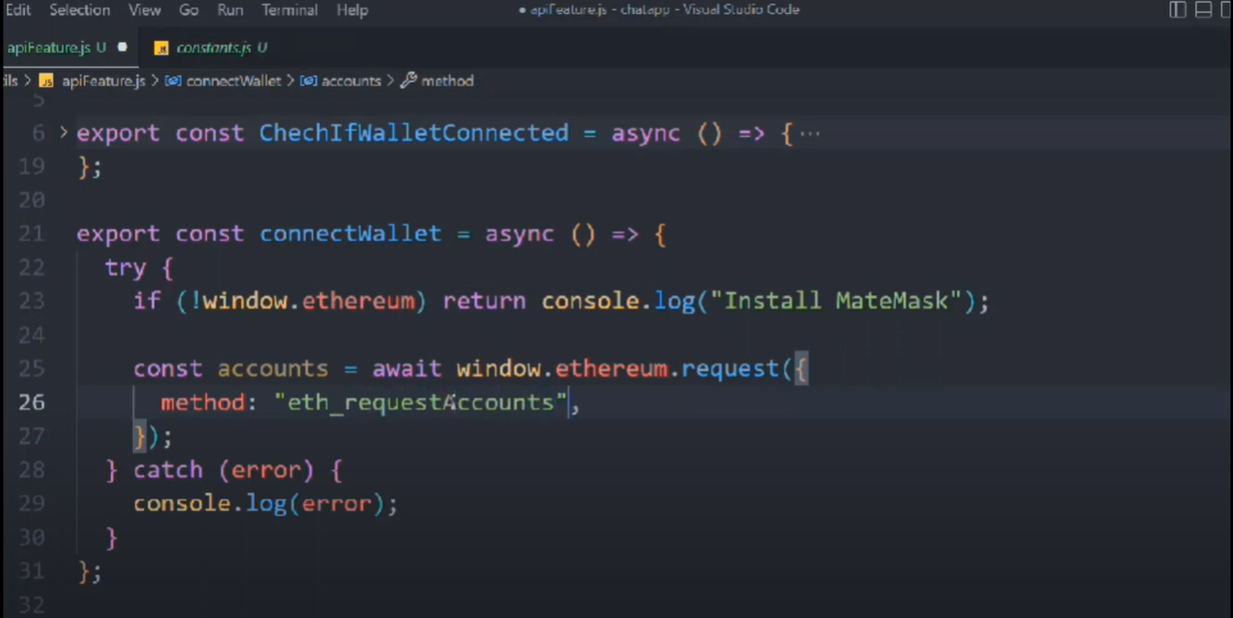 Edit Selection View Go Run Terminal Help ● apiFeature.js - chatapp - Visual Studio Code
apiFeature.js U ● JS constants.js U
ils > JS apiFeature.js > connectWallet > accounts > method
5
6 > export const ChechIfWalletConnected = async () => { ···
19 };
20
21 export const connectWallet = async () => {
22 try {
23 if (!window.ethereum) return console.log("Install MateMask");
24
25 const accounts = await window.ethereum.request({
26 method: "eth_requestAccounts",
27 });
28 } catch (error) {
29 console.log(error);
30 }
31 };
32